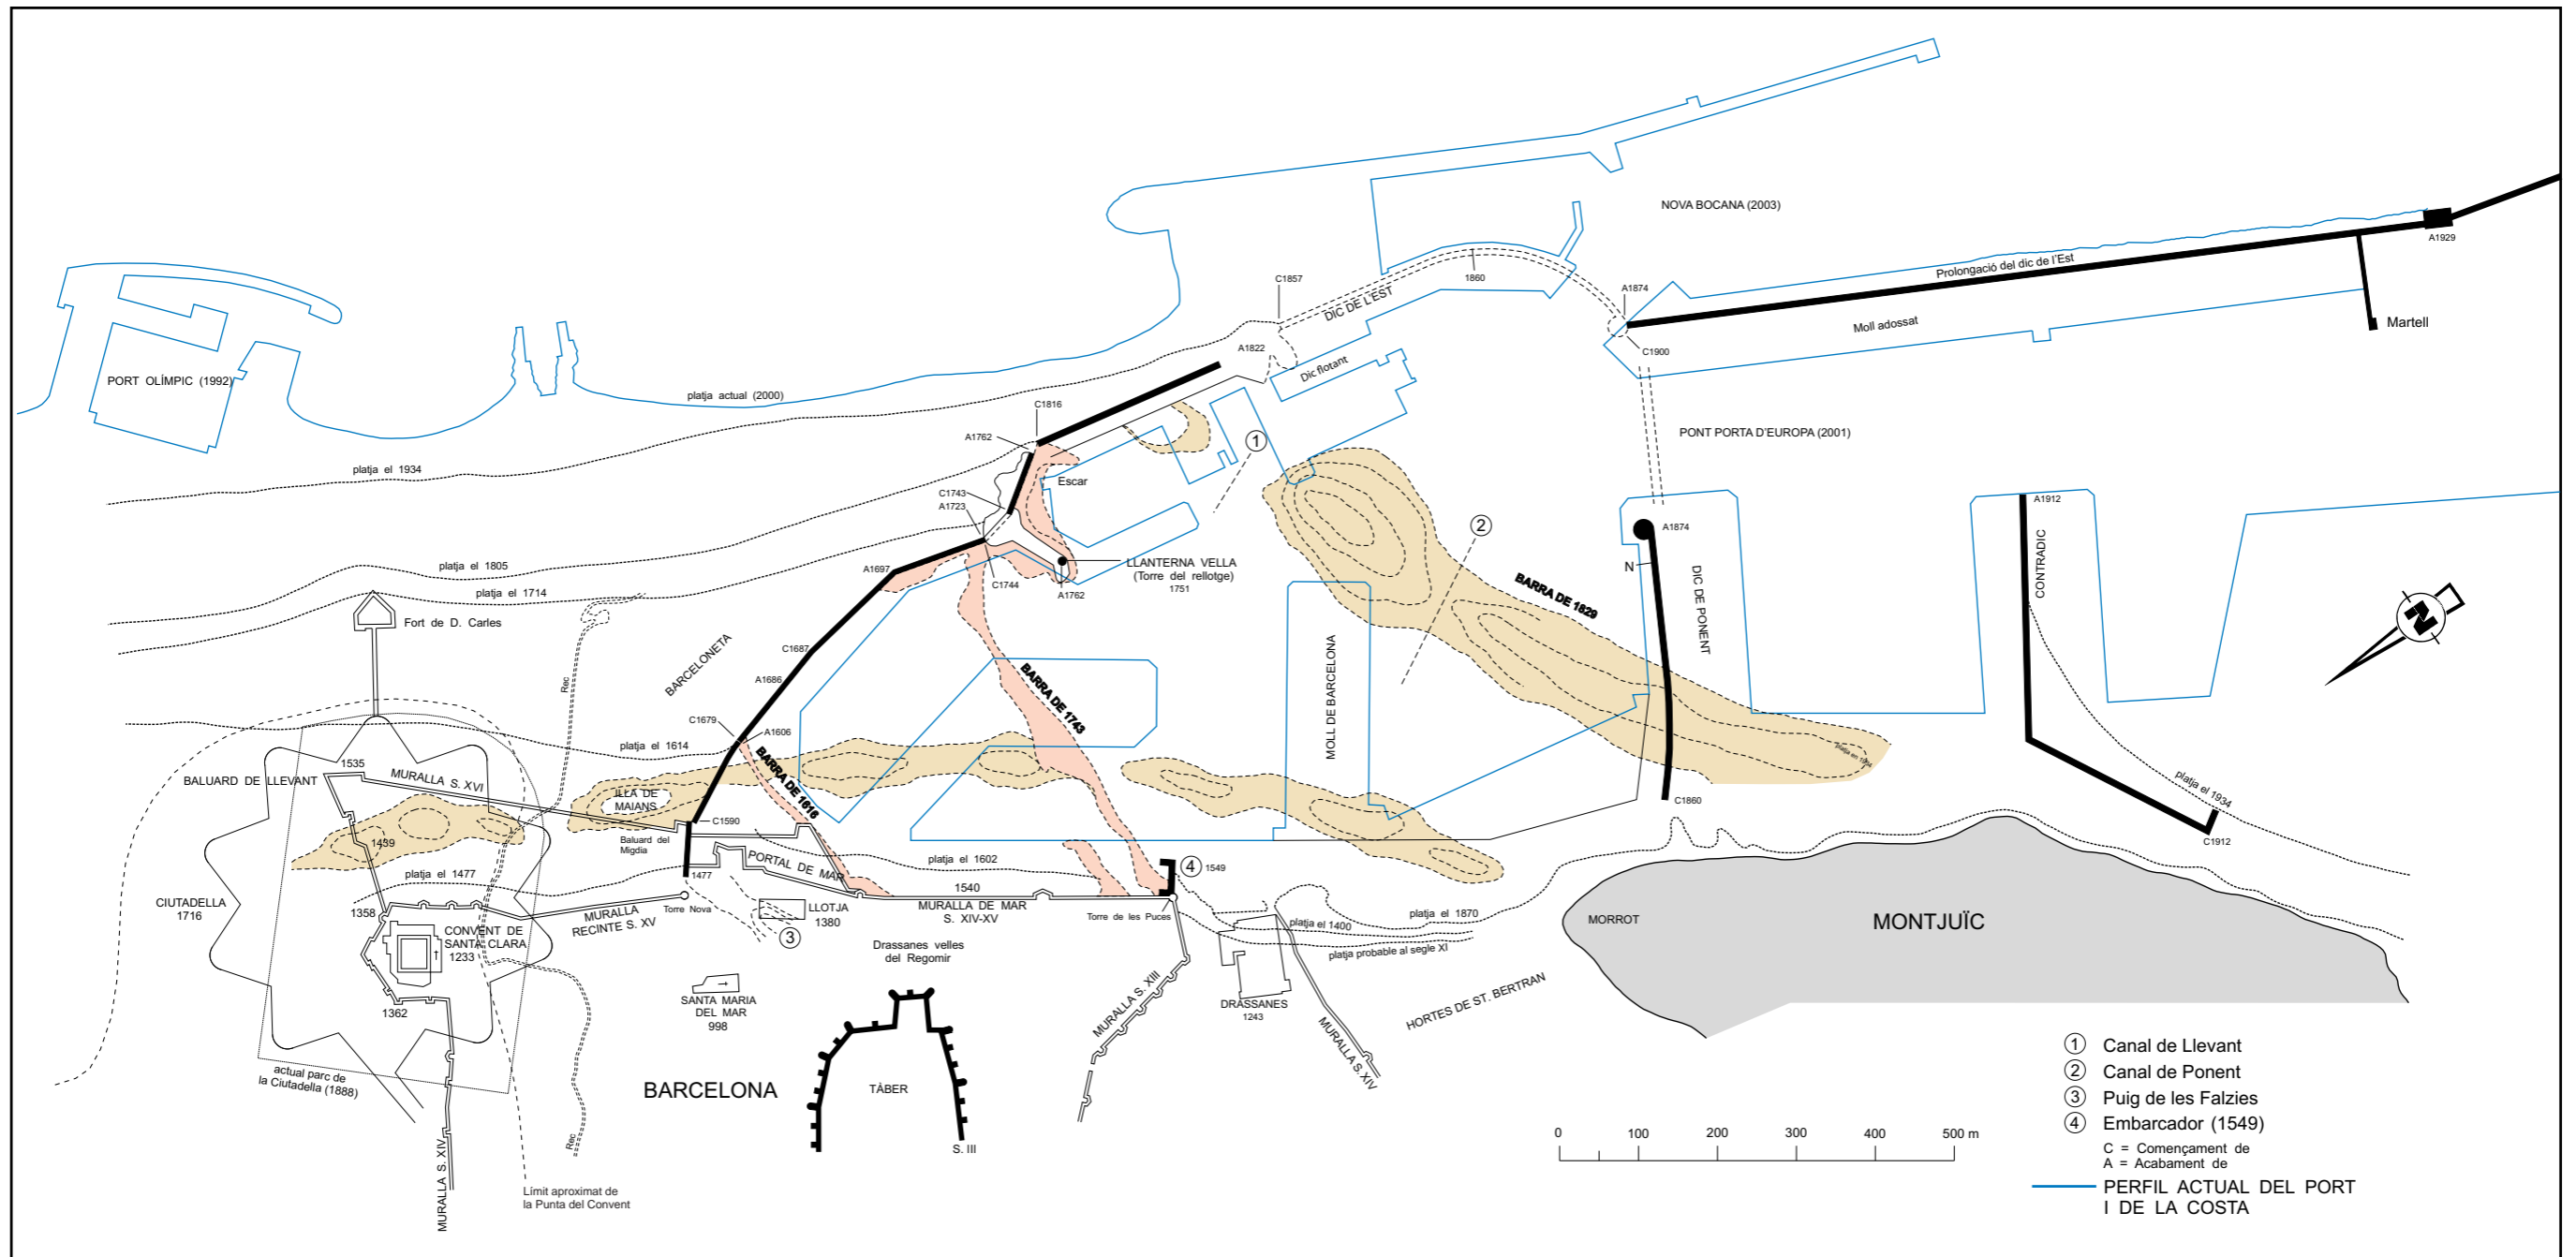 NOVA BOCANA (2003)
A1929
Prolongació del dic de l'Est
C1857
1860
DIC DE L'EST
A1874
Moll adossat
Martell
C1900
A1822
Dic flotant
PORT OLÍMPIC (1992)
platja actual (2000)
C1816
A1762
PONT PORTA D'EUROPA (2001)
1
platja el 1934
Escar
C1743
A1723
A1912
2
A1874
N
CONTRADIC
platja el 1805
A1697
C1744
LLANTERNA VELLA
(Torre del rellotge)
1751
A1762
BARRA DE 1829
DIC DE PONENT
platja el 1714
Fort de D. Carles
BARCELONETA
C1687
A1686
Rec
BARRA DE 1743
MOLL DE BARCELONA
C1679
A1606
platja el 1614
BARRA DE 1616
1535
BALUARD DE LLEVANT
MURALLA S. XVI
ILLA DE
MAIANS
platja el 1934
C1590
C1860
Baluard del
Migdia
C1912
1439
PORTAL DE MAR
platja el 1602
4
1549
platja el 1477
1477
1540
CIUTADELLA
1716
1358
MURALLA
RECINTE S. XV
Torre Nova
LLOTJA
1380
3
MURALLA DE MAR
S. XIV-XV
Torre de les Puces
platja el 1400
platja el 1870
MORROT
MONTJUÏC
CONVENT DE
SANTA CLARA
1233
Drassanes velles
del Regomir
platja probable al segle XI
1362
SANTA MARIA
DEL MAR
998
MURALLA S. XIII
DRASSANES
1243
MURALLA S. XIV
HORTES DE ST. BERTRAN
actual parc de
la Ciutadella (1888)
BARCELONA
TÀBER
S. III
Rec
MURALLA S. XIV
Límit aproximat de
la Punta del Convent
0 100 200 300 400 500 m
1 Canal de Llevant
2 Canal de Ponent
3 Puig de les Falzies
4 Embarcador (1549)
C = Començament de
A = Acabament de
PERFIL ACTUAL DEL PORT
I DE LA COSTA